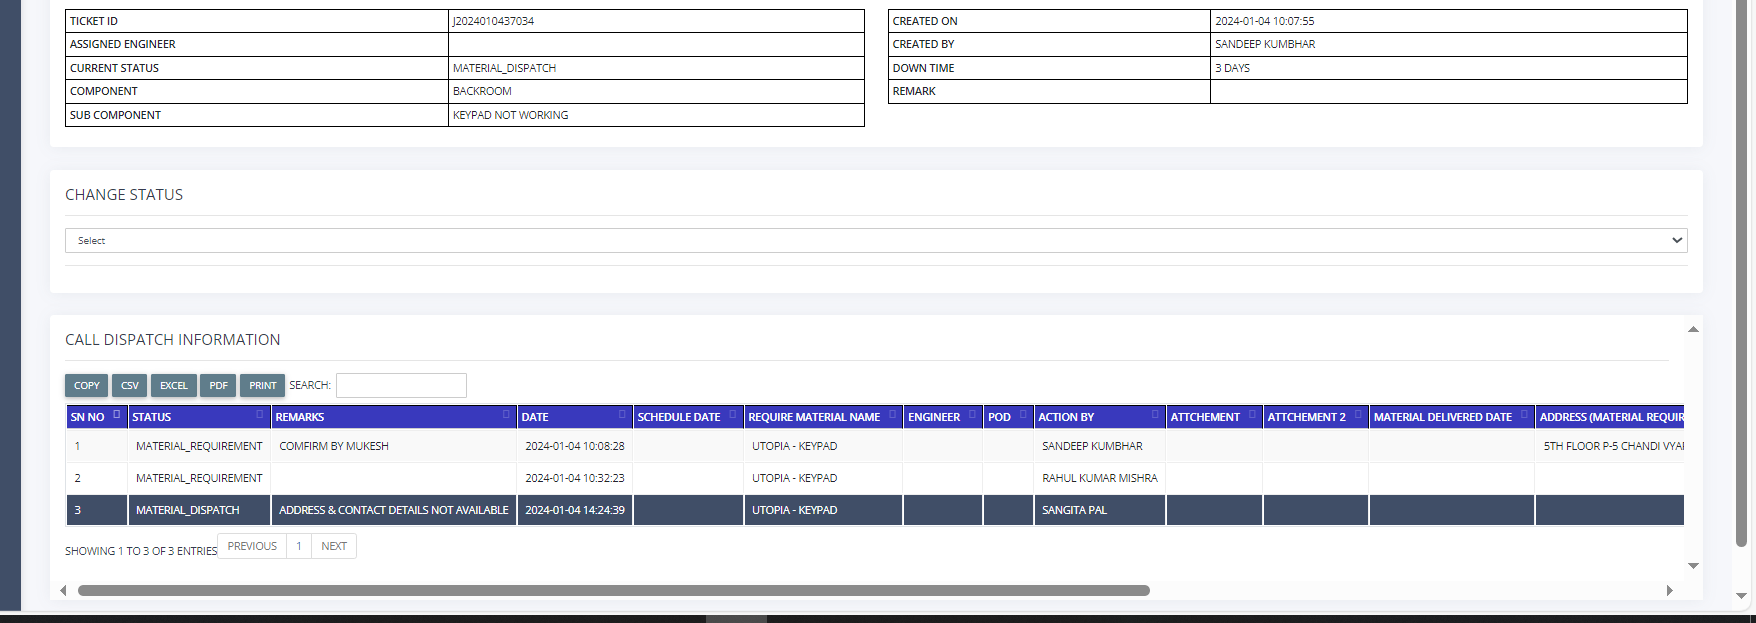 TICKET ID J2024010437034
ASSIGNED ENGINEER
CURRENT STATUS MATERIAL_DISPATCH
COMPONENT BACKROOM
SUB COMPONENT KEYPAD NOT WORKING
CREATED ON 2024-01-04 10:07:55
CREATED BY SANDEEP KUMBHAR
DOWN TIME 3 DAYS
REMARK
CHANGE STATUS
Select
CALL DISPATCH INFORMATION
COPY CSV EXCEL PDF PRINT SEARCH:
SN NO STATUS REMARKS DATE SCHEDULE DATE REQUIRE MATERIAL NAME ENGINEER POD ACTION BY ATTCHEMENT ATTCHEMENT 2 MATERIAL DELIVERED DATE ADDRESS (MATERIAL REQUIR
1 MATERIAL_REQUIREMENT COMFIRM BY MUKESH 2024-01-04 10:08:28 UTOPIA - KEYPAD SANDEEP KUMBHAR 5TH FLOOR P-5 CHANDI VYA
2 MATERIAL_REQUIREMENT 2024-01-04 10:32:23 UTOPIA - KEYPAD RAHUL KUMAR MISHRA
3 MATERIAL_DISPATCH ADDRESS & CONTACT DETAILS NOT AVAILABLE 2024-01-04 14:24:39 UTOPIA - KEYPAD SANGITA PAL
SHOWING 1 TO 3 OF 3 ENTRIES PREVIOUS 1 NEXT